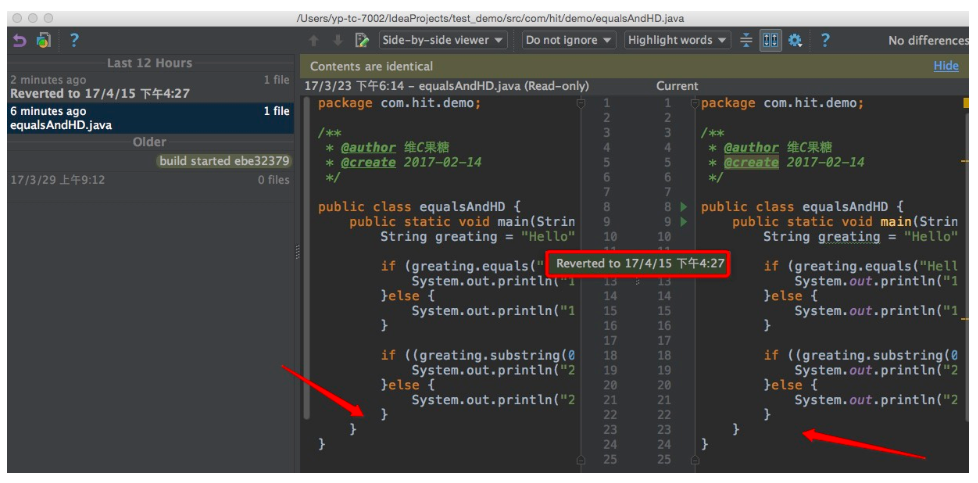 /Users/yp-tc-7002/IdeaProjects/test_demo/src/com/hit/demo/equalsAndHD.java
? Side-by-side viewer Do not ignore Highlight words ? No differences
Last 12 Hours
2 minutes ago 1 file
Reverted to 17/4/15 下午4:27
6 minutes ago 1 file
equalsAndHD.java
Older
build started ebe32379
17/3/29 上午9:12 0 files
Contents are identical Hide
17/3/23 下午6:14 – equalsAndHD.java (Read-only) Current
package com.hit.demo; 1 1 package com.hit.demo;
2 2
/** 3 3 /**
* @author 维C果糖 4 4 * @author 维C果糖
* @create 2017-02-14 5 5 * @create 2017-02-14
*/ 6 6 */
7 7
public class equalsAndHD { 8 8 public class equalsAndHD {
public static void main(Strin 9 9 public static void main(Strin
String greating = "Hello" 10 10 String greating = "Hello"
11 11
if (greating.equals(" Reverted to 17/4/15 下午4:27 if (greating.equals("Hell
System.out.println("1 13 13 System.out.println("1
}else { 14 14 }else {
System.out.println("1 15 15 System.out.println("1
} 16 16 }
17 17
if ((greating.substring(0 18 18 if ((greating.substring(0
System.out.println("2 19 19 System.out.println("2
}else { 20 20 }else {
System.out.println("2 21 21 System.out.println("2
} 22 22 }
} 23 23 }
} 24 24 }
25 25